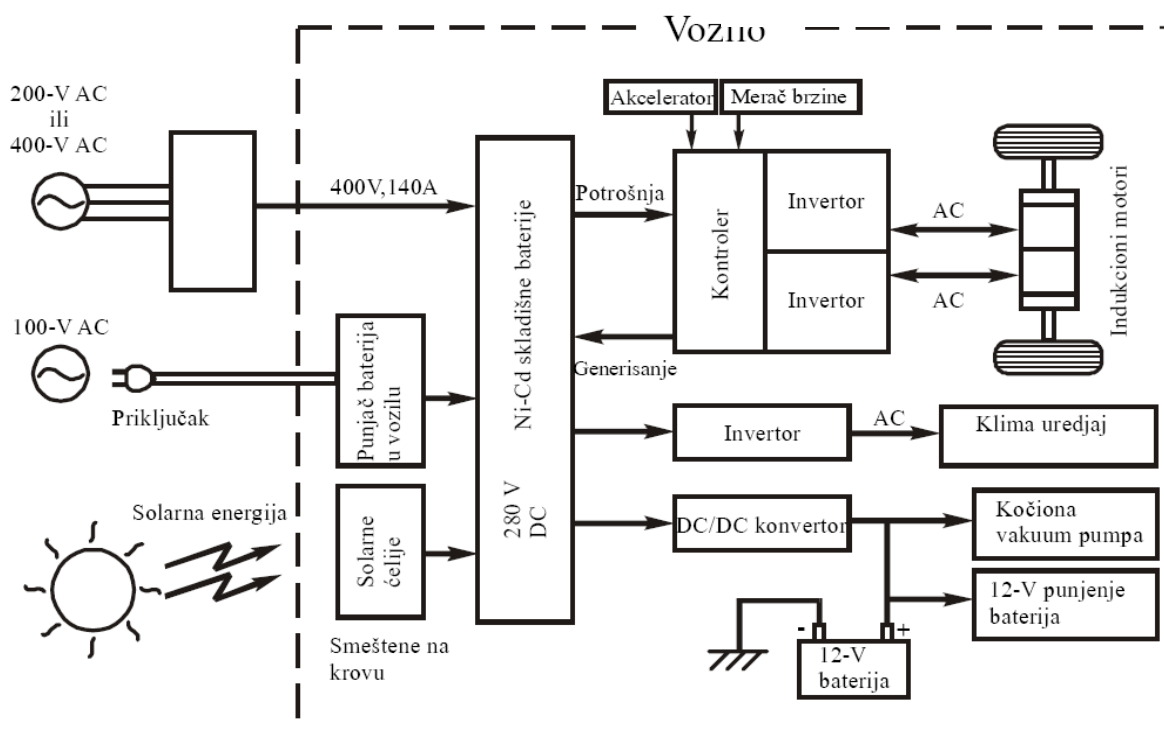 Vozilo
200-V AC
ili
400-V AC
400V,140A
100-V AC
Priključak
Punjač baterija
u vozilu
Solarna energija
Solarne
ćelije
Smeštene na
krovu
Ni-Cd skladišne baterije
280 V
DC
Akcelerator
Merač brzine
Potrošnja
Generisanje
Kontroler
Invertor
Invertor
AC
AC
Indukcioni motori
Invertor
AC
Klima uredjaj
DC/DC konvertor
Kočiona
vakuum pumpa
12-V punjenje
baterija
-
+
12-V
baterija